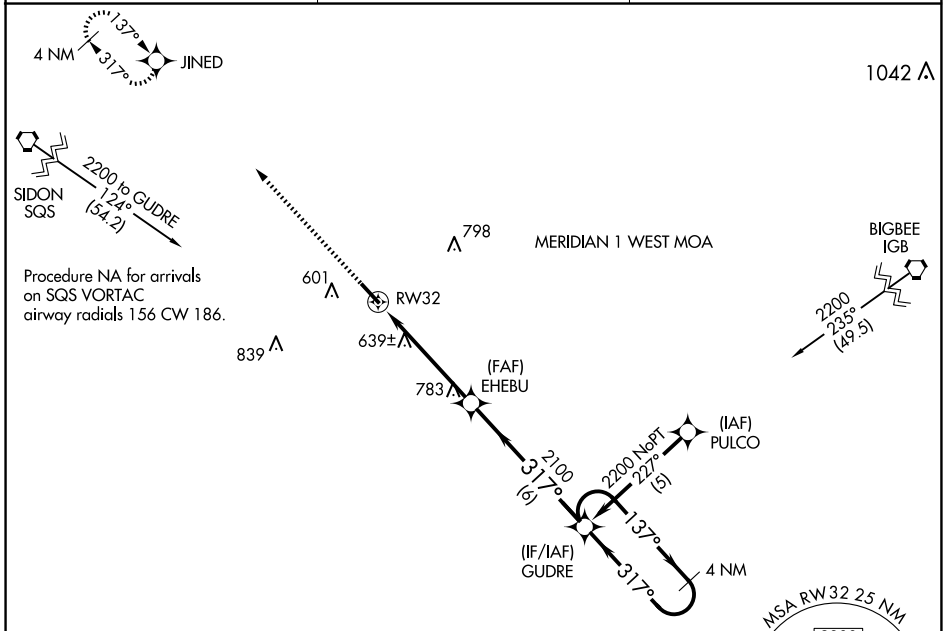 137°
4 NM
317°
JINED
1042
SIDON
SQS
2200 to GUDRE
124°
(54.2)
Procedure NA for arrivals
on SQS VORTAC
airway radials 156 CW 186.
798
MERIDIAN 1 WEST MOA
BIGBEE
IGB
2200
235°
(49.5)
601
RW32
639±
839
(FAF)
EHEBU
783
(IAF)
PULCO
2200 NoPT
227°
(5)
2100
317°
(6)
137°
(IF/IAF)
GUDRE
317°
4 NM
MSA RW32 25 NM